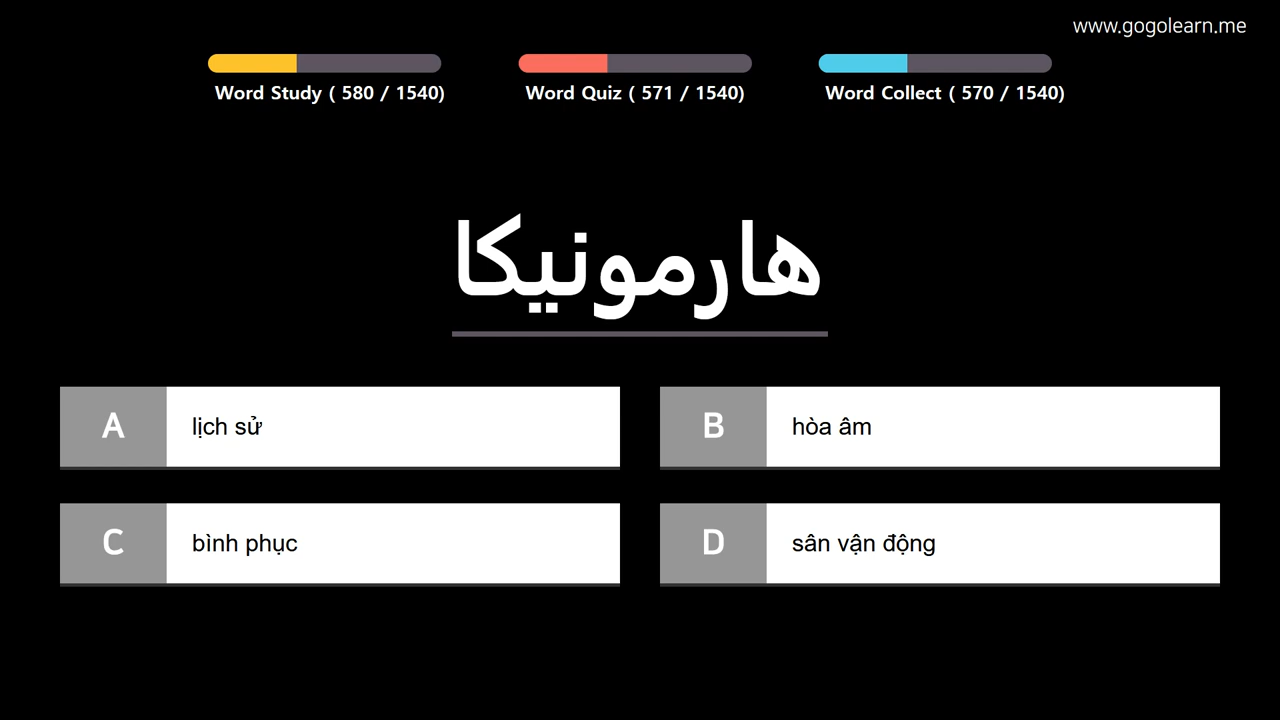 www.gogolearn.me
Word Study ( 580 / 1540)
Word Quiz ( 571 / 1540)
Word Collect ( 570 / 1540)
هارمونیکا
A
lịch sử
B
hòa âm
C
bình phục
D
sân vận động